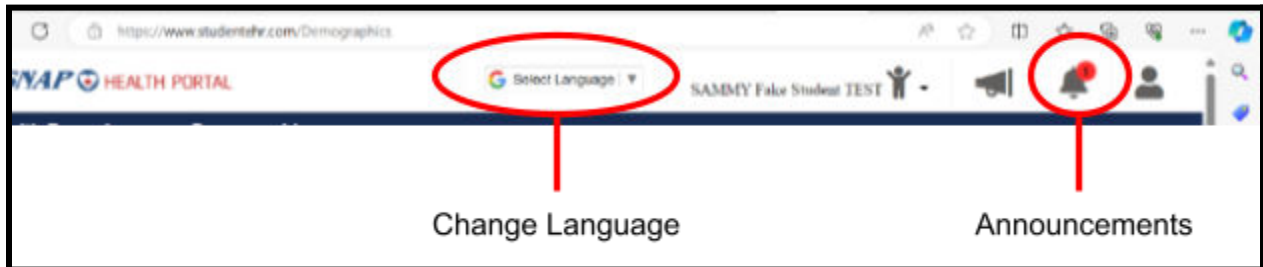 https://www.studentehr.com/Demographics
SNAP HEALTH PORTAL
G Select Language ▼
SAMMY Fake Student TEST
Change Language
Announcements